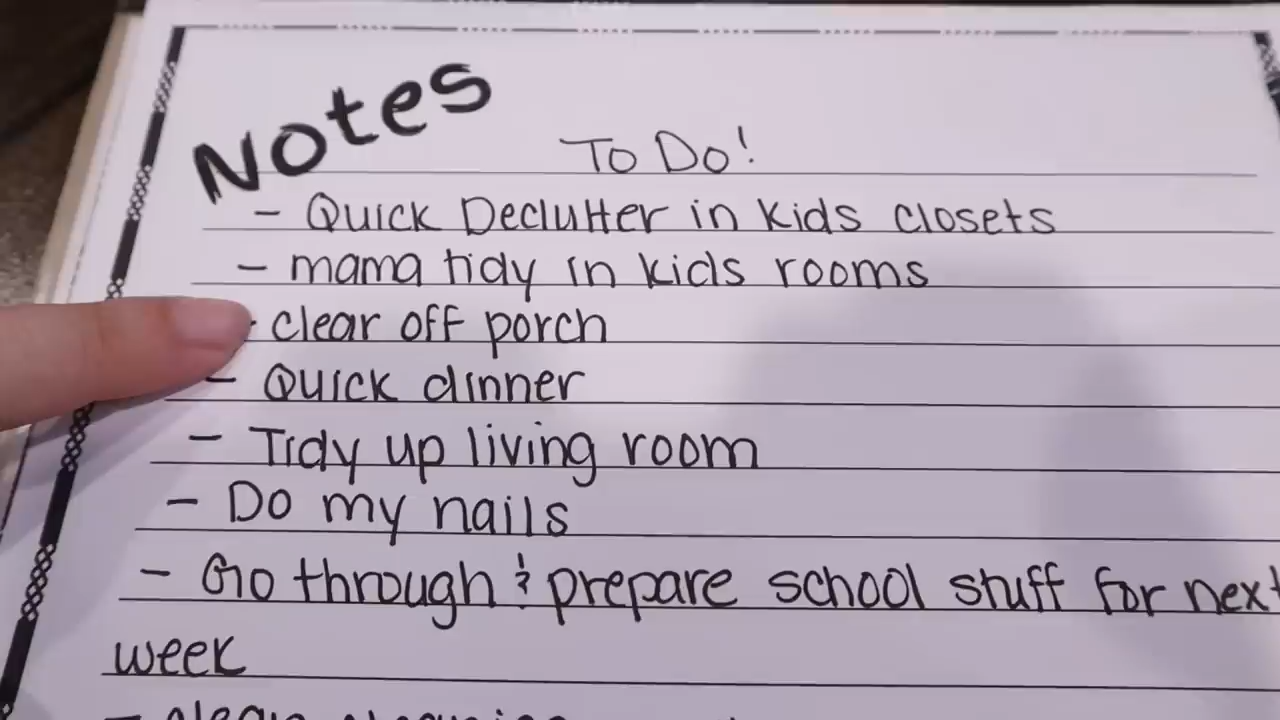 Notes
To Do!
- Quick Declutter in kids closets
- mama tidy in kids rooms
- clear off porch
- Quick dinner
- Tidy up living room
- Do my nails
- Go through & prepare school stuff for next
week
- clean